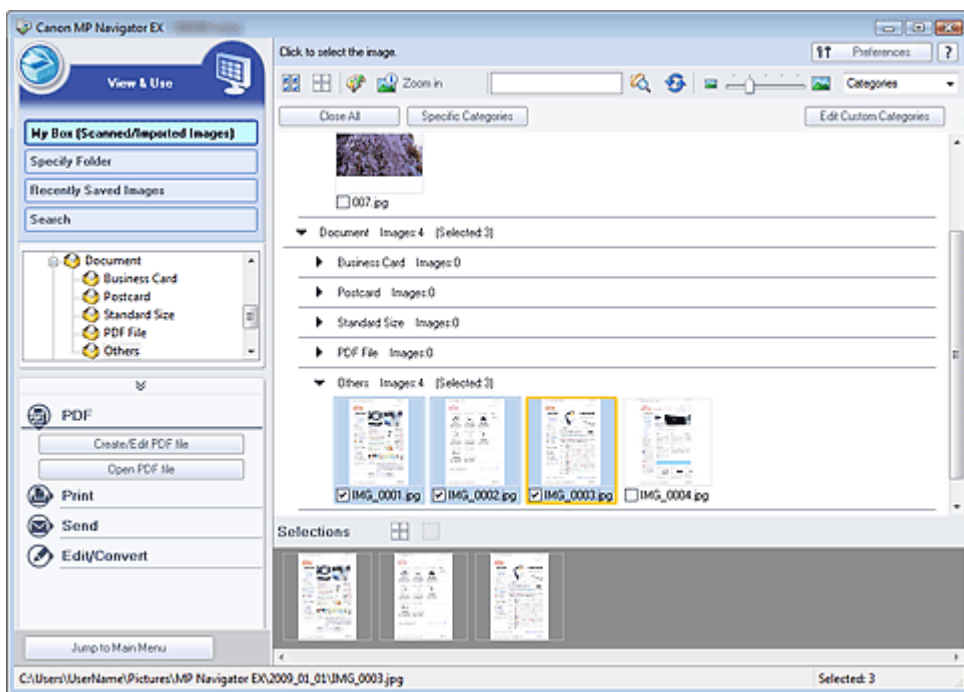 Canon MP Navigator EX
View & Use
Click to select the image.
Preferences
?
Zoom in
Categories
Close All
Specific Categories
Edit Custom Categories
My Box (Scanned/Imported Images)
Specify Folder
Recently Saved Images
Search
007.jpg
Document Images:4 (Selected:3)
Business Card Images:0
Postcard Images:0
Standard Size Images:0
PDF File Images:0
Others Images:4 (Selected:3)
Document
Business Card
Postcard
Standard Size
PDF File
Others
PDF
Create/Edit PDF file
Open PDF file
Print
Send
Edit/Convert
IMG_0001.jpg
IMG_0002.jpg
IMG_0003.jpg
IMG_0004.jpg
Selections
Jump to Main Menu
C:\Users\UserName\Pictures\MP Navigator EX\2009_01_01\IMG_0003.jpg
Selected: 3